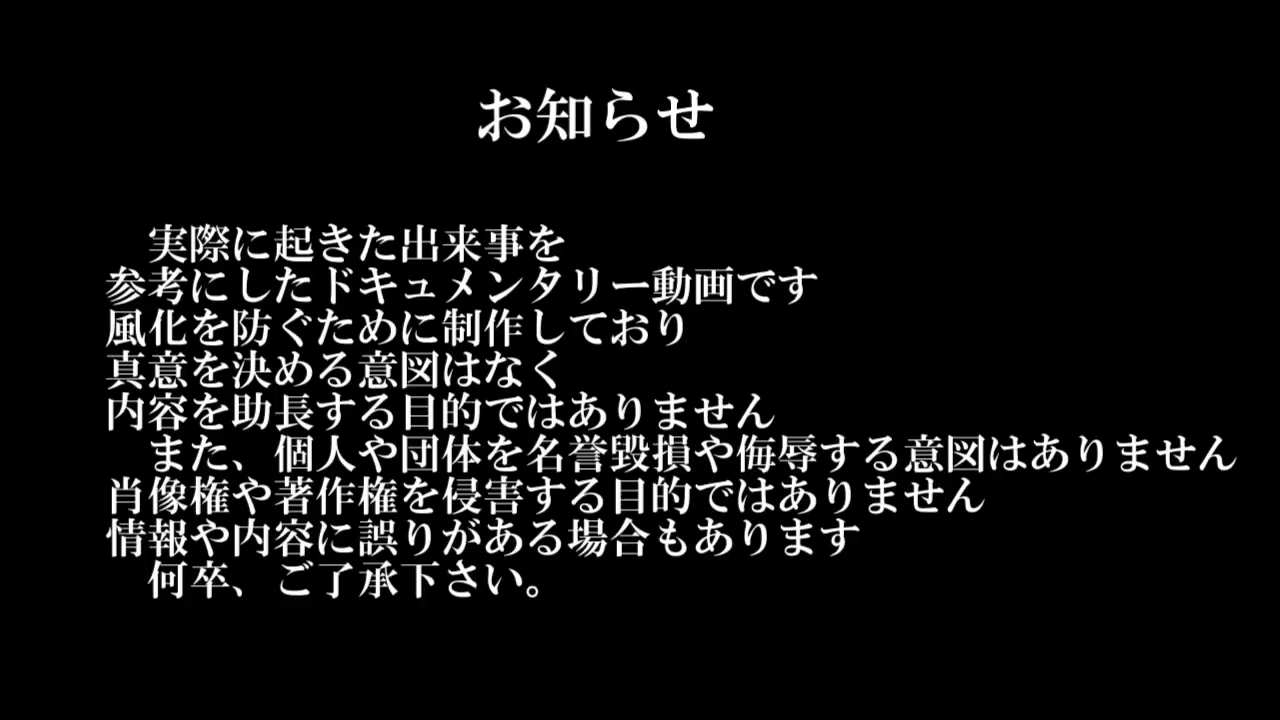 お知らせ
　実際に起きた出来事を
参考にしたドキュメンタリー動画です
風化を防ぐために制作しており
真意を決める意図はなく
内容を助長する目的ではありません
　また、個人や団体を名誉毀損や侮辱する意図はありません
肖像権や著作権を侵害する目的ではありません
情報や内容に誤りがある場合もあります
　何卒、ご了承下さい。